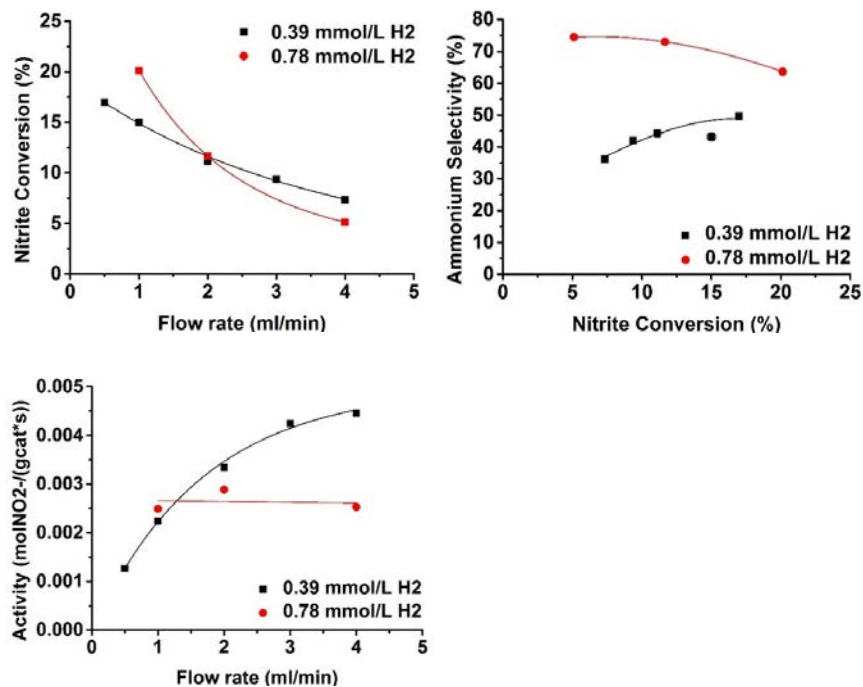 Nitrite Conversion (%)
25
20
15
10
5
0
0 1 2 3 4 5
Flow rate (ml/min)
0.39 mmol/L H2
0.78 mmol/L H2
Ammonium Selectivity (%)
80
70
60
50
40
30
20
10
0
0 5 10 15 20 25
Nitrite Conversion (%)
0.39 mmol/L H2
0.78 mmol/L H2
Activity (molNO2-/(gcat*s))
0.005
0.004
0.003
0.002
0.001
0.000
0 1 2 3 4 5
Flow rate (ml/min)
0.39 mmol/L H2
0.78 mmol/L H2